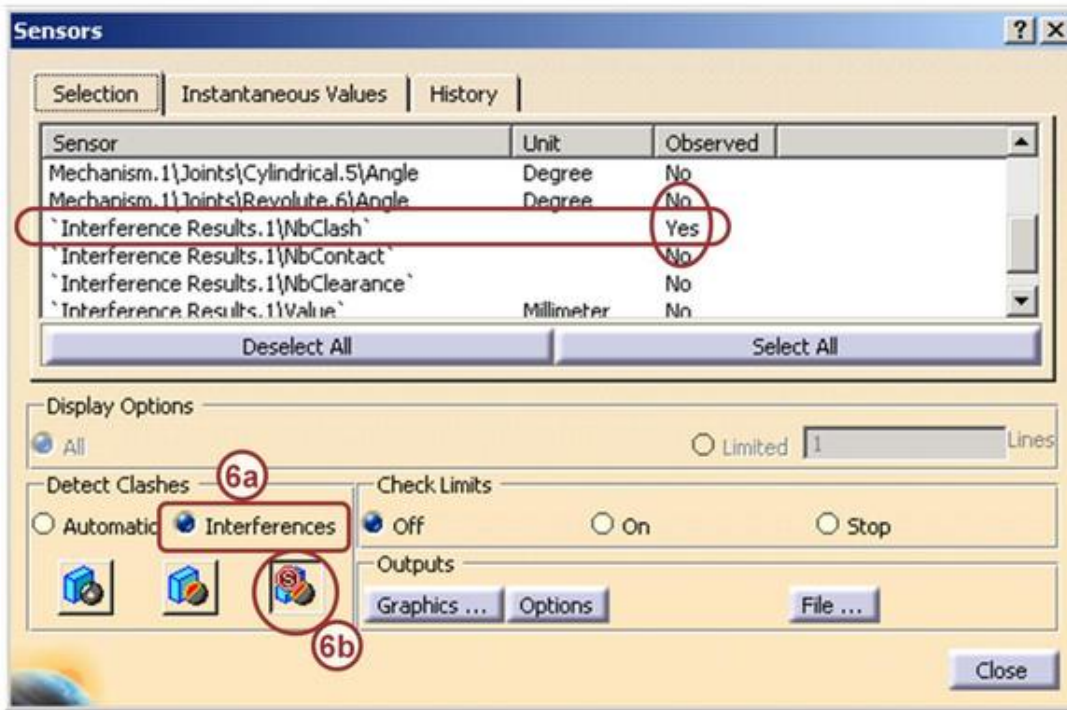 Sensors
Selection Instantaneous Values History
Sensor Unit Observed
Mechanism.1\Joints\Cylindrical.5\Angle Degree No
Mechanism.1\Joints\Revolute.6\Angle Degree No
`Interference Results.1\NbClash` Yes
`Interference Results.1\NbContact` No
`Interference Results.1\NbClearance` No
`Interference Results.1\Value` Millimeter No
Deselect All Select All
Display Options
All Limited 1 Lines
6a
Detect Clashes Check Limits
Automatic Interferences Off On Stop
Outputs
Graphics ... Options File ...
6b
Close